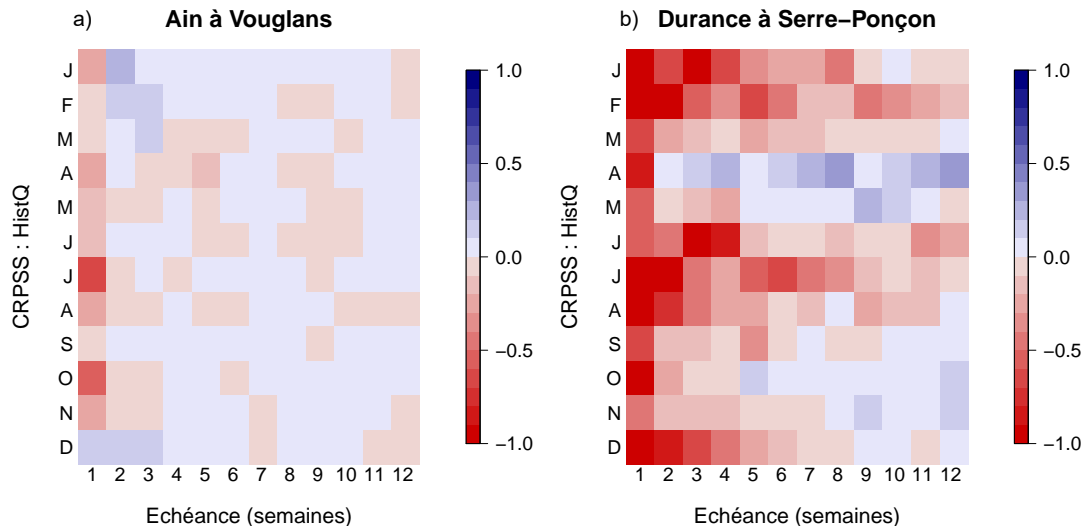 a) Ain à Vouglans
CRPSS : HistQ
J
F
M
A
M
J
J
A
S
O
N
D
1 2 3 4 5 6 7 8 9 10 11 12
Echéance (semaines)
1.0
0.5
0.0
−0.5
−1.0
b) Durance à Serre−Ponçon
CRPSS : HistQ
J
F
M
A
M
J
J
A
S
O
N
D
1 2 3 4 5 6 7 8 9 10 11 12
Echéance (semaines)
1.0
0.5
0.0
−0.5
−1.0